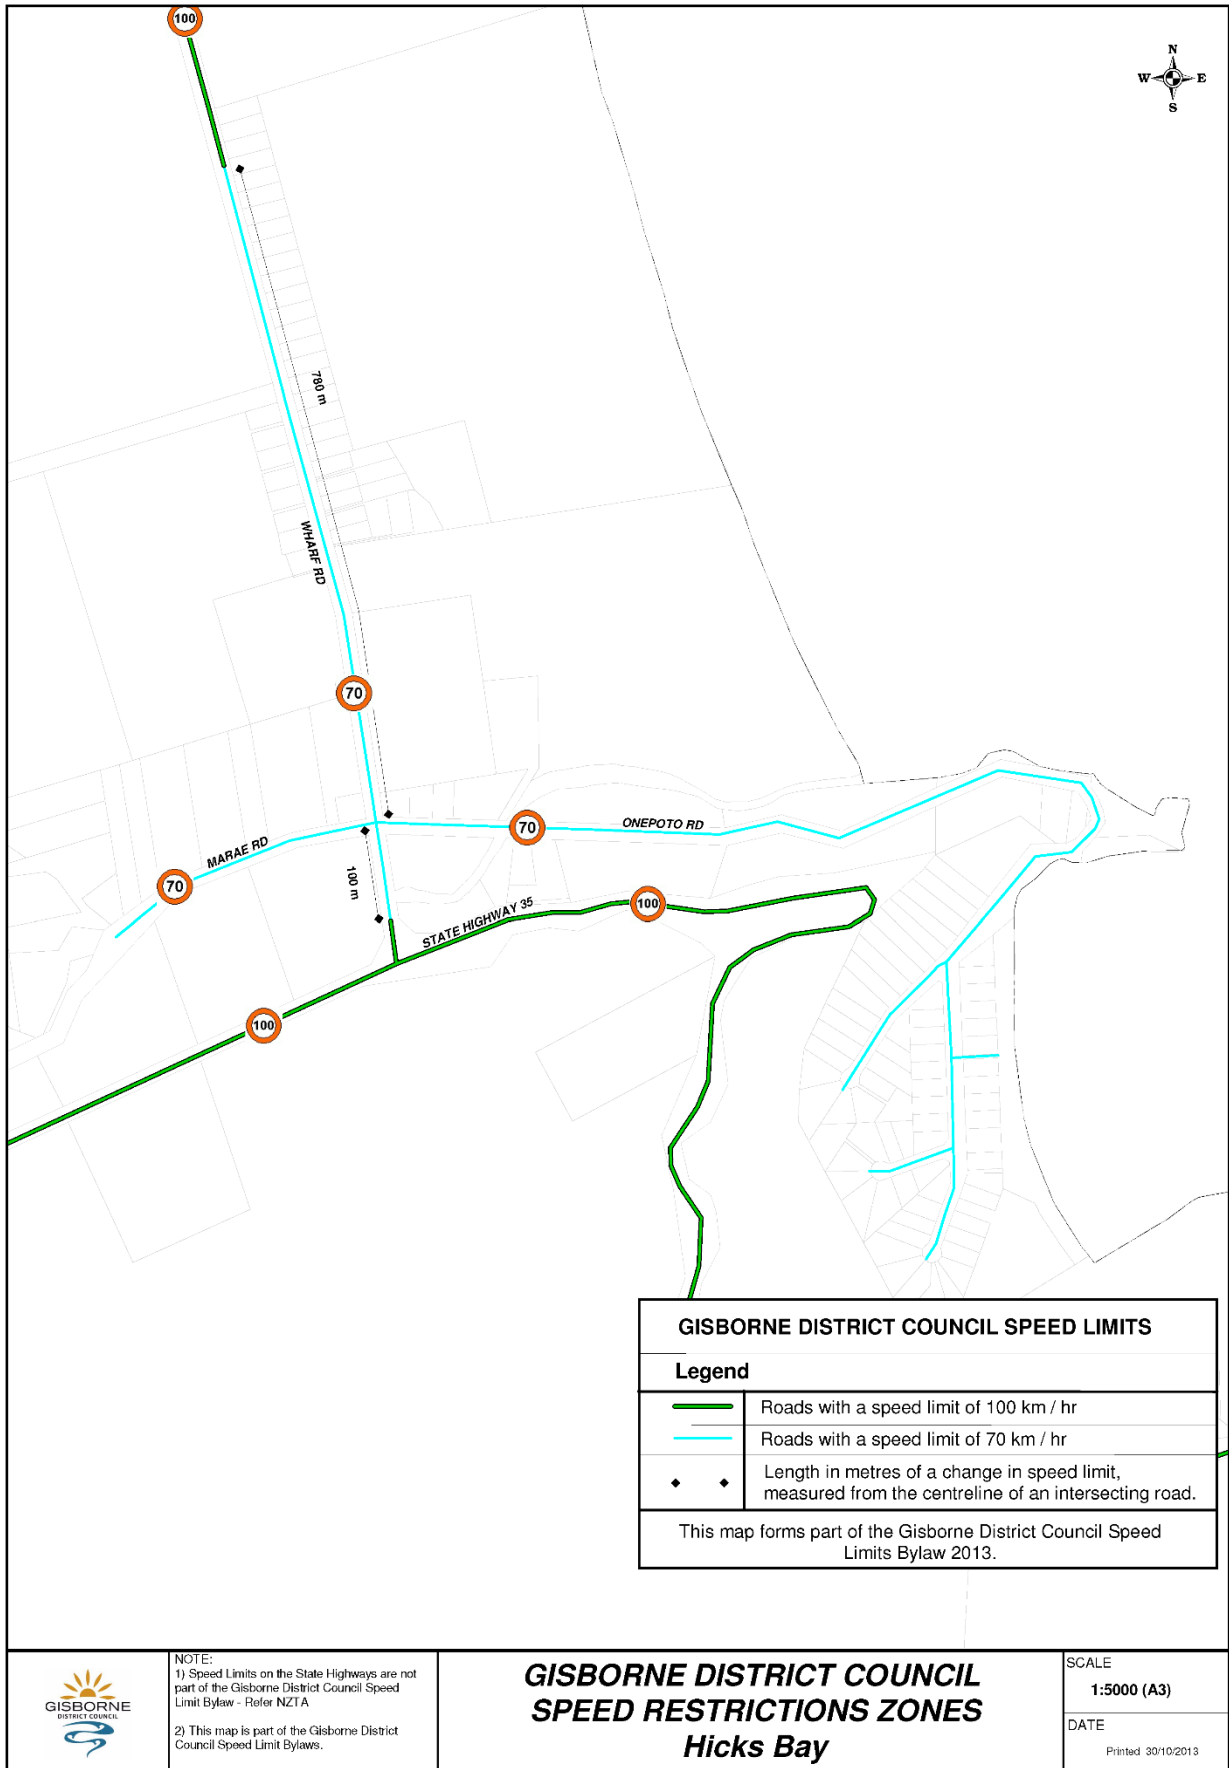 100
N
W E
S
780 m
WHARF RD
70
70
ONEPOTO RD
MARAE RD
70
100 m
STATE HIGHWAY 35
100
100
GISBORNE DISTRICT COUNCIL SPEED LIMITS
Legend
Roads with a speed limit of 100 km / hr
Roads with a speed limit of 70 km / hr
Length in metres of a change in speed limit,
measured from the centreline of an intersecting road.
This map forms part of the Gisborne District Council Speed
Limits Bylaw 2013.
GISBORNE
DISTRICT COUNCIL
NOTE:
1) Speed Limits on the State Highways are not
part of the Gisborne District Council Speed
Limit Bylaw - Refer NZTA
2) This map is part of the Gisborne District
Council Speed Limit Bylaws.
GISBORNE DISTRICT COUNCIL
SPEED RESTRICTIONS ZONES
Hicks Bay
SCALE
1:5000 (A3)
DATE
Printed 30/10/2013